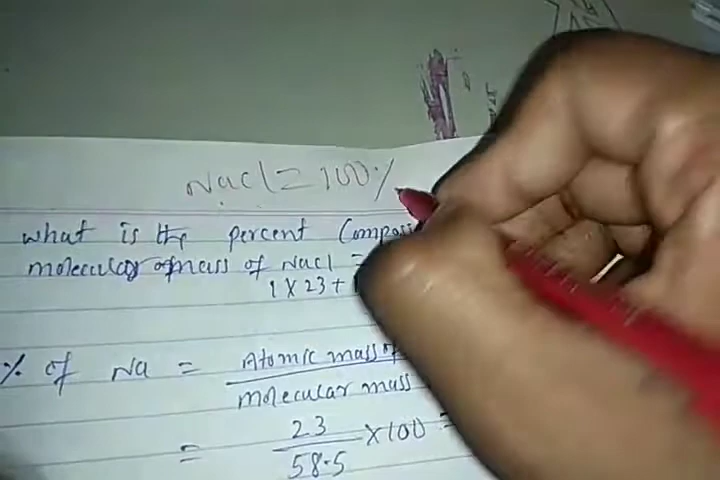 Nacl = 100%
what is the percent
molecular mass of Nacl =
1 X 23 +
% of Na = Atomic mass of
molecular mass
= 23
58.5 X 100 =